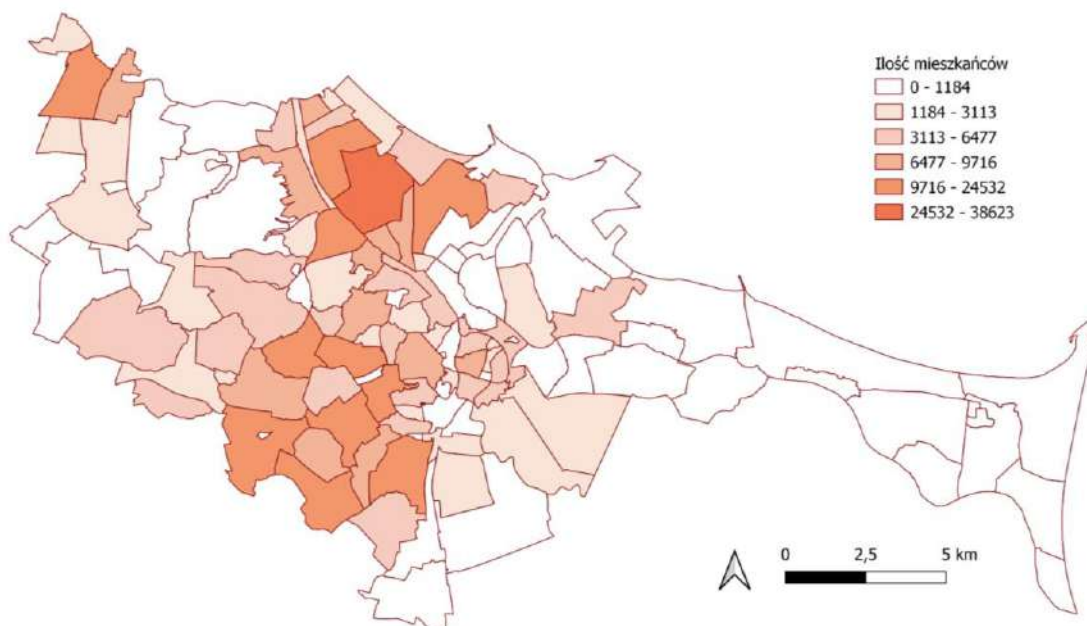 Ilość mieszkańców
0 - 1184
1184 - 3113
3113 - 6477
6477 - 9716
9716 - 24532
24532 - 38623
0 2,5 5 km